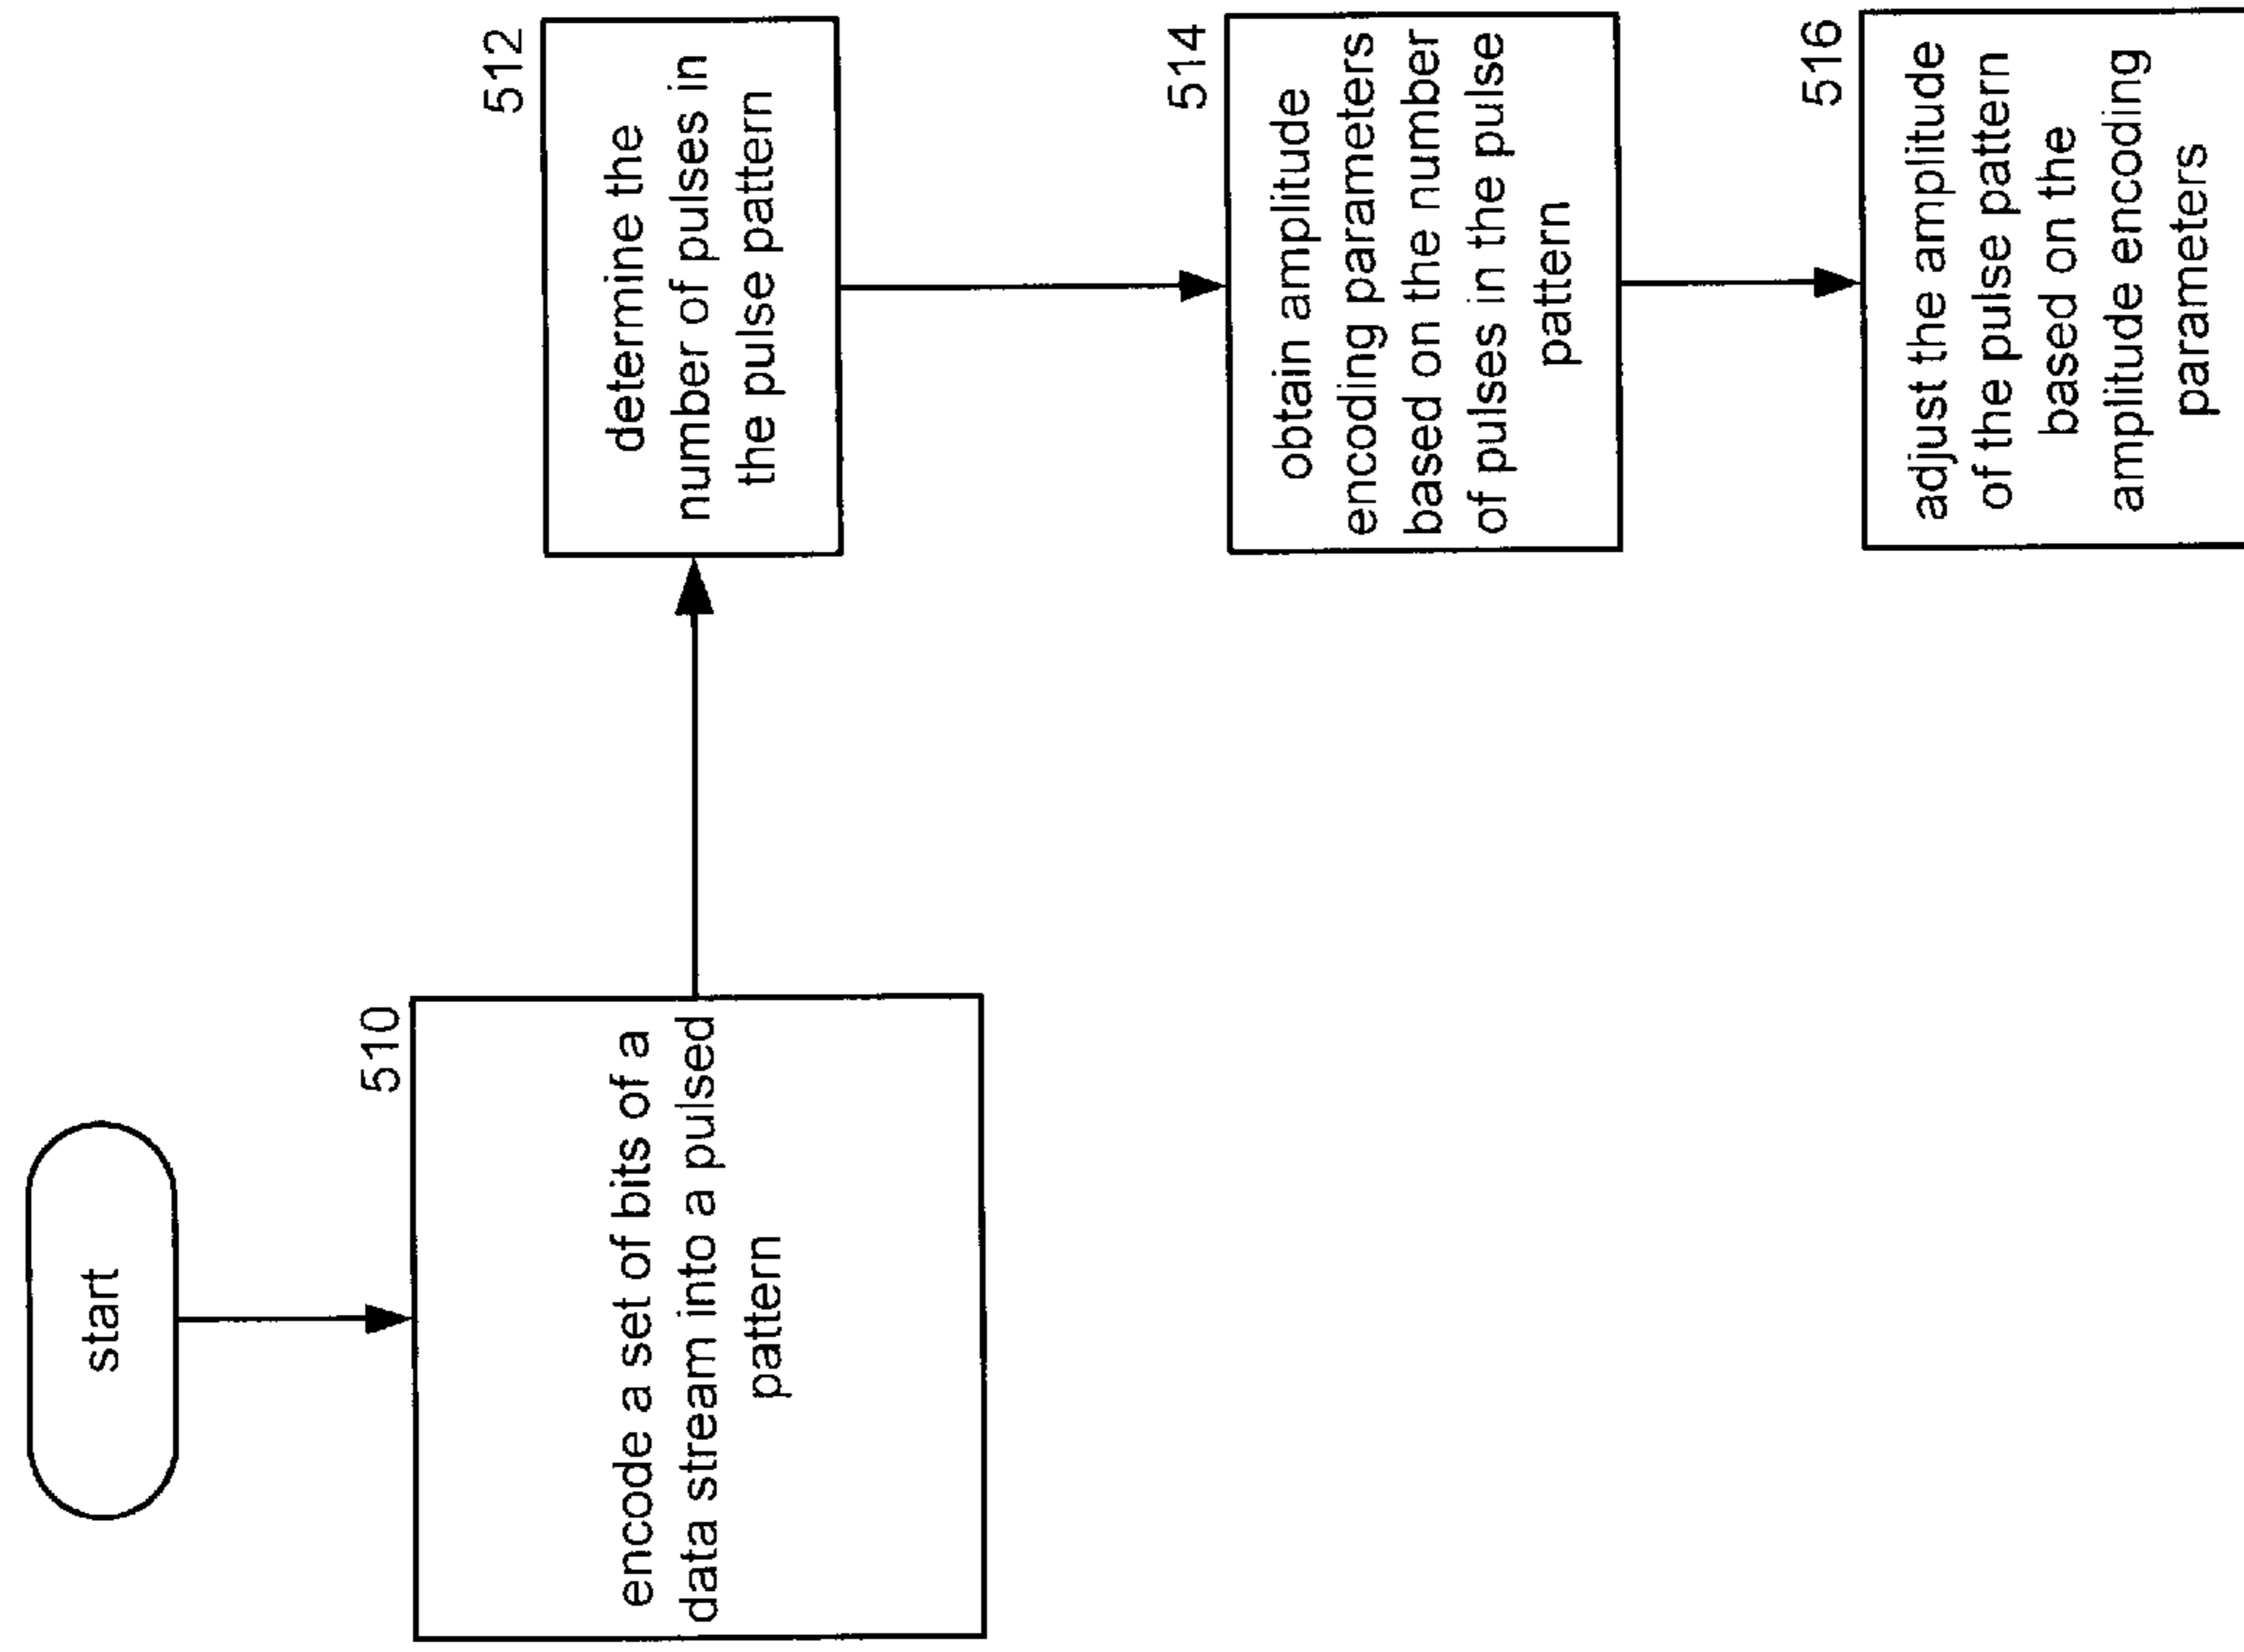 start
510
encode a set of bits of a
data stream into a pulsed
pattern
512
determine the
number of pulses in
the pulse pattern
514
obtain amplitude
encoding parameters
based on the number
of pulses in the pulse
pattern
516
adjust the amplitude
of the pulse pattern
based on the
amplitude encoding
parameters